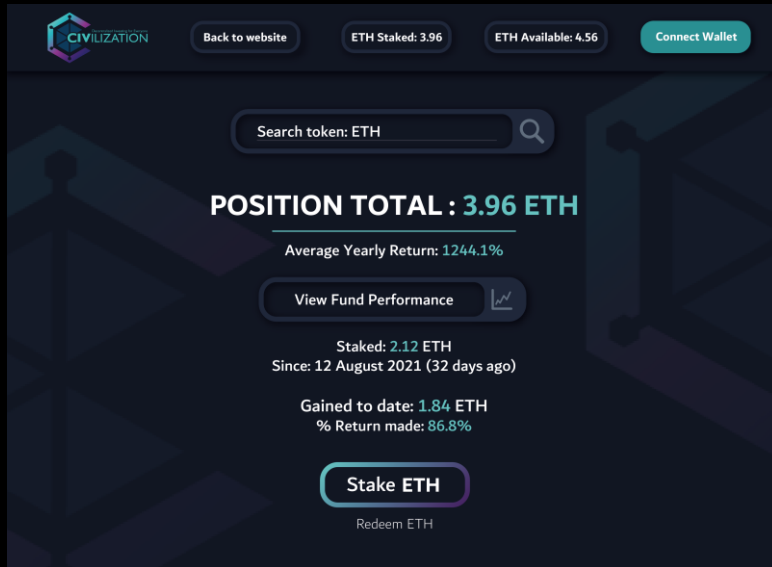 CIVILIZATION
Back to website
ETH Staked: 3.96
ETH Available: 4.56
Connect Wallet
Search token: ETH
POSITION TOTAL : 3.96 ETH
Average Yearly Return: 1244.1%
View Fund Performance
Staked: 2.12 ETH
Since: 12 August 2021 (32 days ago)
Gained to date: 1.84 ETH
% Return made: 86.8%
Stake ETH
Redeem ETH